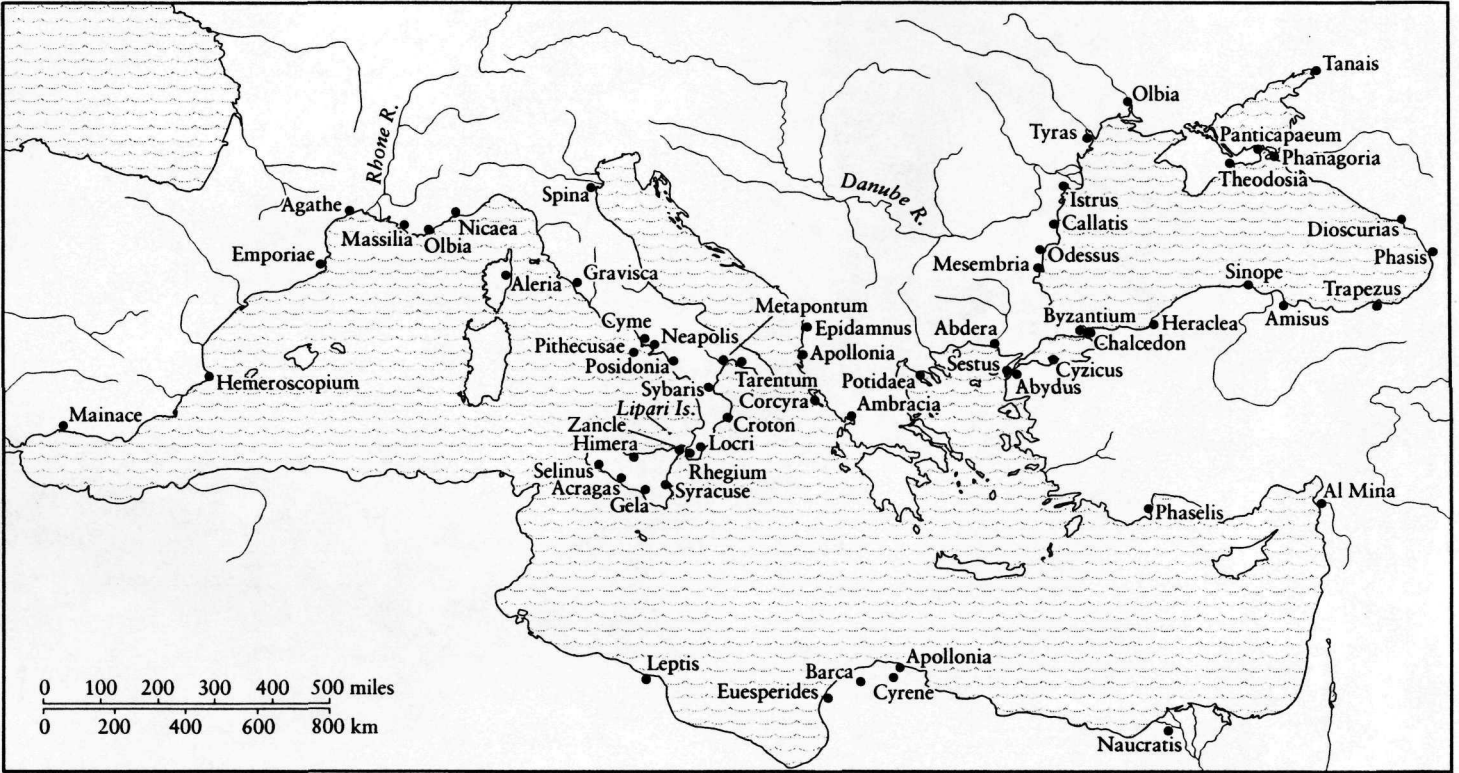 Tanais
Olbia
Tyras
Panticapaeum
Phanagoria
Theodosia
Rhone R.
Spina
Danube R.
Istrus
Agathe
Massilia
Olbia
Nicaea
Callatis
Dioscurias
Emporiae
Odessus
Mesembria
Phasis
Aleria
Gravisca
Sinope
Trapezus
Metapontum
Cyme
Neapolis
Epidamnus
Abdera
Byzantium
Heraclea
Amisus
Pithecusae
Posidonia
Apollonia
Chalcedon
Hemeroscopium
Sybaris
Tarentum
Potidaea
Sestus
Abydus
Cyzicus
Corcyra
Mainace
Lipari Is.
Croton
Ambracia
Zancle
Himera
Locri
Selinus
Rhegium
Acragas
Syracuse
Gela
Phaselis
Al Mina
Leptis
Barca
Apollonia
Euesperides
Cyrene
Naucratis
0 100 200 300 400 500 miles
0 200 400 600 800 km